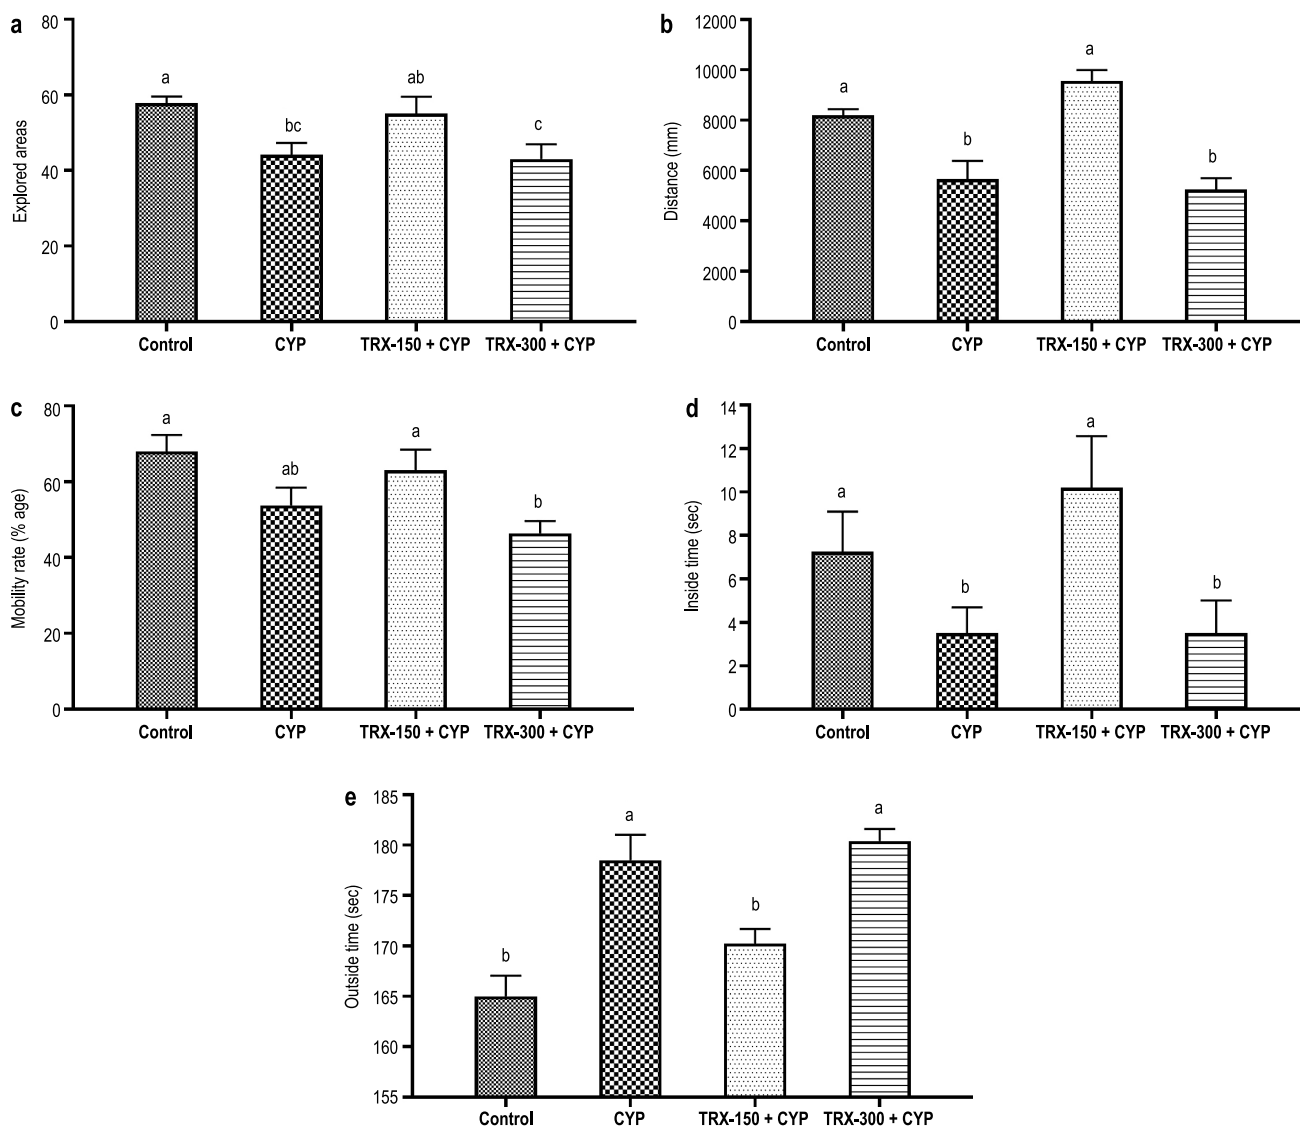 a
Explored areas
80
60
40
20
0
a
bc
ab
c
Control
CYP
TRX-150 + CYP
TRX-300 + CYP
b
Distance (mm)
12000
10000
8000
6000
4000
2000
0
a
b
a
b
Control
CYP
TRX-150 + CYP
TRX-300 + CYP
c
Mobility rate (% age)
80
60
40
20
0
a
ab
a
b
Control
CYP
TRX-150 + CYP
TRX-300 + CYP
d
Inside time (sec)
14
12
10
8
6
4
2
0
a
b
a
b
Control
CYP
TRX-150 + CYP
TRX-300 + CYP
e
Outside time (sec)
185
180
175
170
165
160
155
b
a
b
a
Control
CYP
TRX-150 + CYP
TRX-300 + CYP